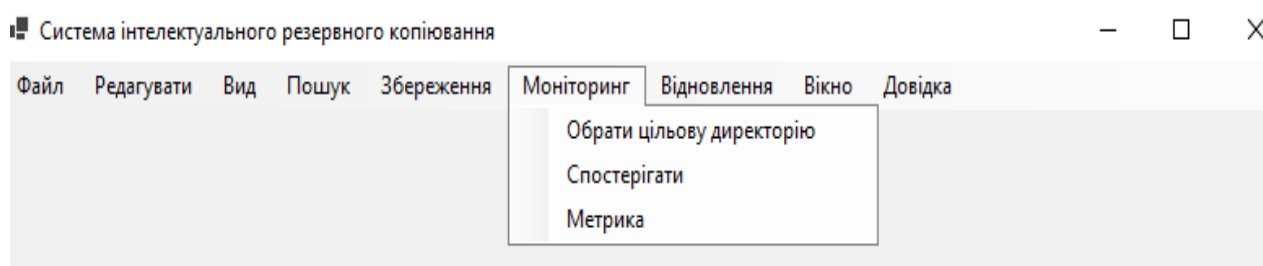 Система інтелектуального резервного копіювання
Файл Редагувати Вид Пошук Збереження Моніторинг Відновлення Вікно Довідка
Обрати цільову директорію
Спостерігати
Метрика